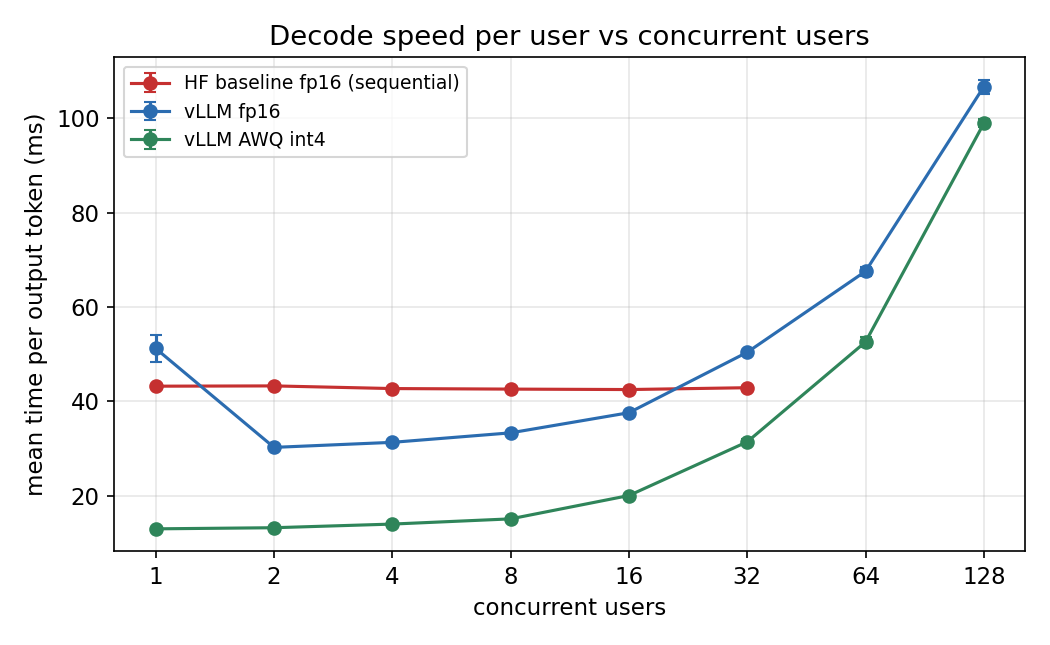 Decode speed per user vs concurrent users
HF baseline fp16 (sequential)
vLLM fp16
vLLM AWQ int4
mean time per output token (ms)
100
80
60
40
20
1 2 4 8 16 32 64 128
concurrent users